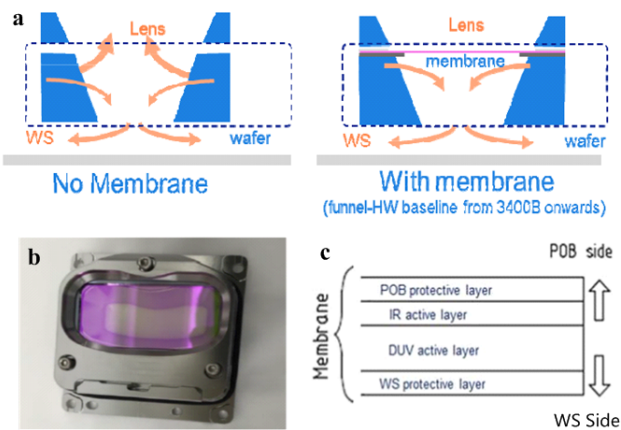 a
Lens
WS
wafer
No Membrane
Lens
membrane
WS
wafer
With membrane
(funnel-HW baseline from 3400B onwards)
b
c
POB side
Membrane
POB protective layer
IR active layer
DUV active layer
WS protective layer
WS Side